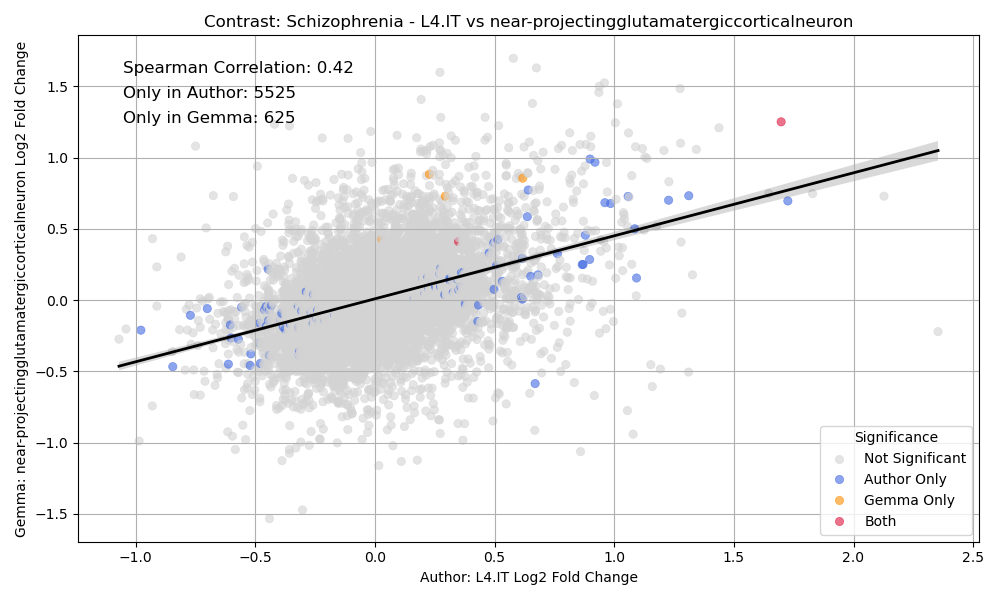 Contrast: Schizophrenia - L4.IT vs near-projectingglutamatergiccorticalneuron
Spearman Correlation: 0.42
Only in Author: 5525
Only in Gemma: 625
Gemma: near-projectingglutamatergiccorticalneuron Log2 Fold Change
1.5
1.0
0.5
0.0
−0.5
−1.0
−1.5
Significance
Not Significant
Author Only
Gemma Only
Both
−1.0 −0.5 0.0 0.5 1.0 1.5 2.0 2.5
Author: L4.IT Log2 Fold Change